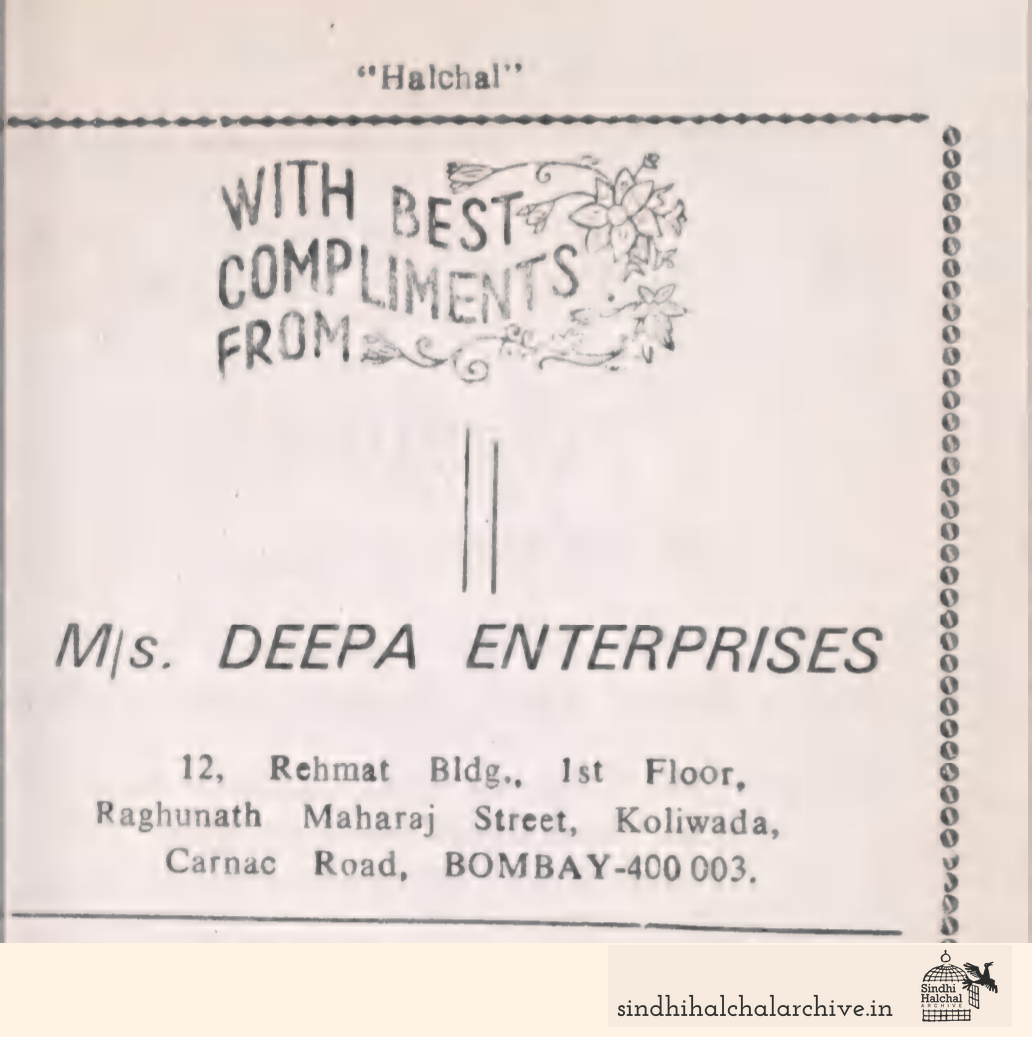 “Halchal”
WITH BEST
COMPLIMENTS
FROM
M/s. DEEPA ENTERPRISES
12, Rehmat Bldg., 1st Floor,
Raghunath Maharaj Street, Koliwada,
Carnac Road, BOMBAY-400 003.
sindhihalchalarchive.in
Sindhi
Halchal
ARCHIVE